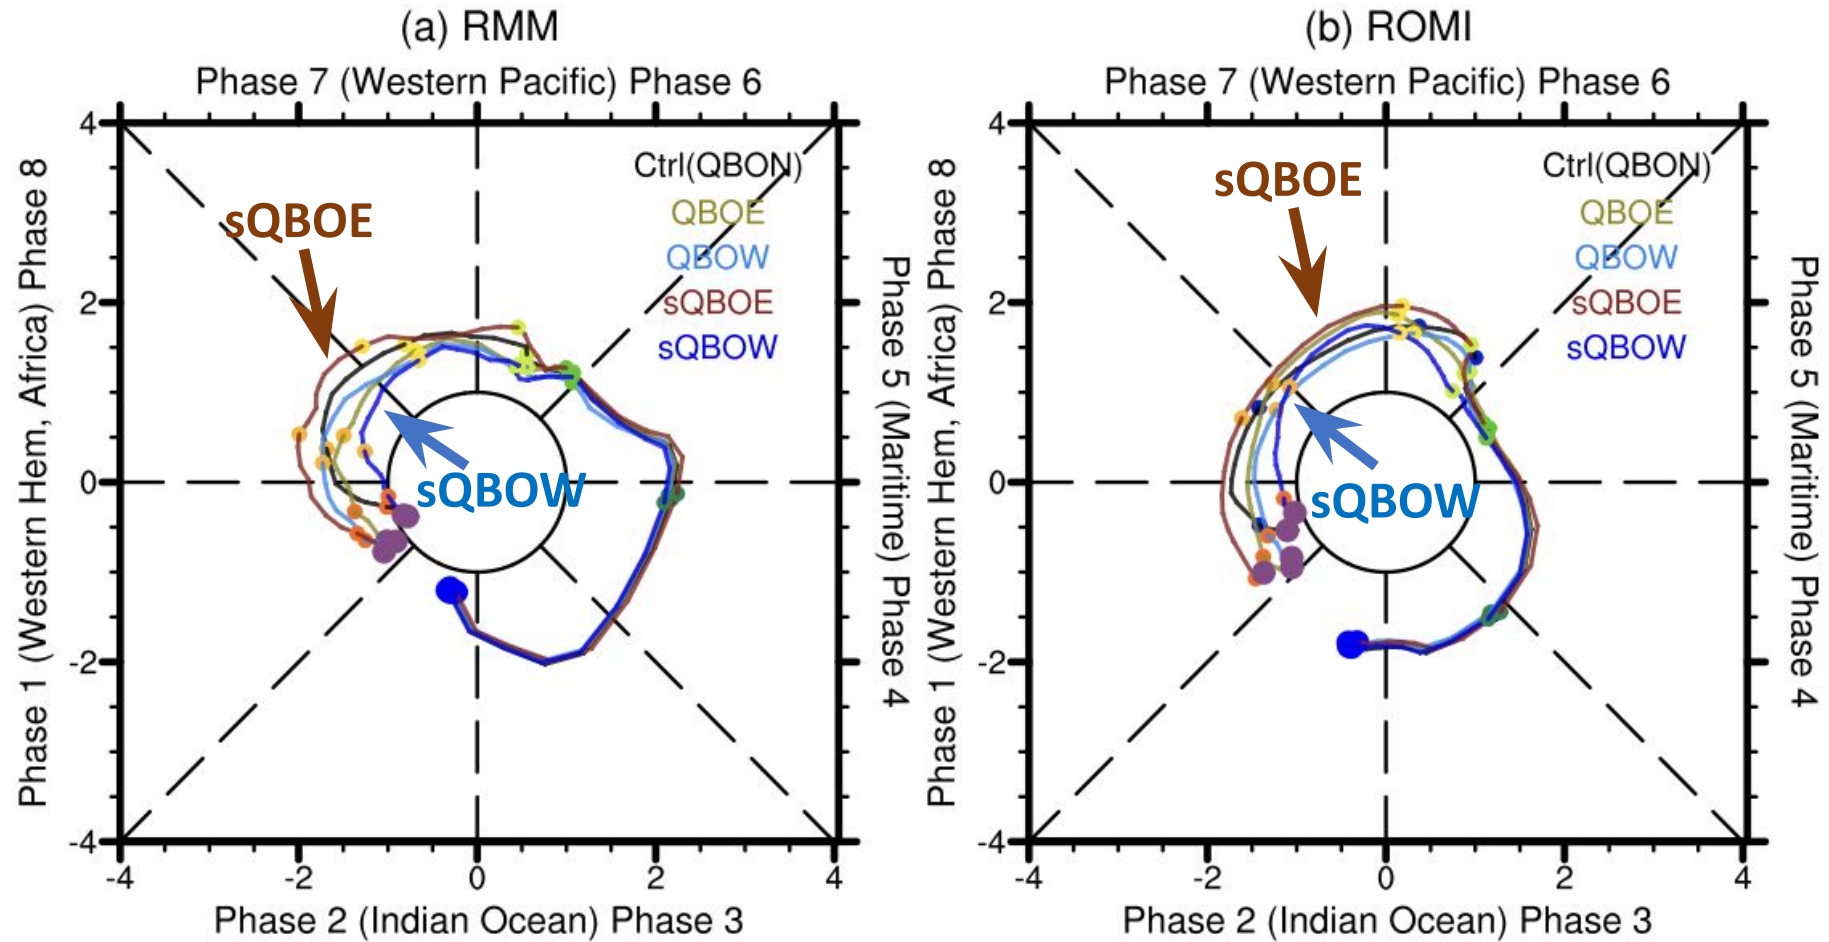 (a) RMM
Phase 7 (Western Pacific) Phase 6
Phase 1 (Western Hem, Africa) Phase 8
4
2
0
-2
-4
-4
-2
0
2
4
Ctrl(QBON)
QBOE
QBOW
sQBOE
sQBOW
sQBOE
sQBOW
Phase 5 (Maritime) Phase 4
Phase 2 (Indian Ocean) Phase 3
(b) ROMI
Phase 7 (Western Pacific) Phase 6
Phase 1 (Western Hem, Africa) Phase 8
4
2
0
-2
-4
-4
-2
0
2
4
Ctrl(QBON)
QBOE
QBOW
sQBOE
sQBOW
sQBOE
sQBOW
Phase 5 (Maritime) Phase 4
Phase 2 (Indian Ocean) Phase 3